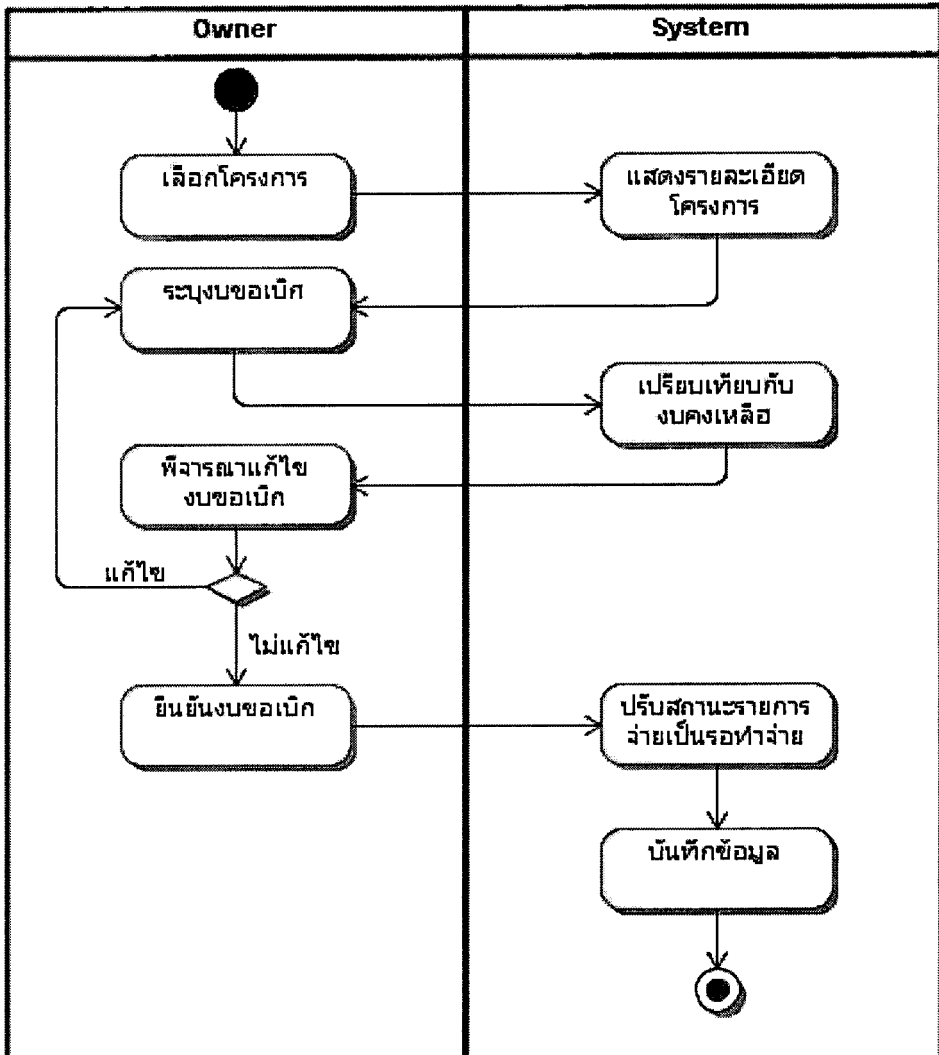 Owner
System
เลือกโครงการ
แสดงรายละเอียด
โครงการ
ระบุงบขอเบิก
เปรียบเทียบกับ
งบคงเหลือ
พิจารณาแก้ไข
งบขอเบิก
แก้ไข
ไม่แก้ไข
ยืนยันงบขอเบิก
ปรับสถานะรายการ
จ่ายเป็นรอทำจ่าย
บันทึกข้อมูล